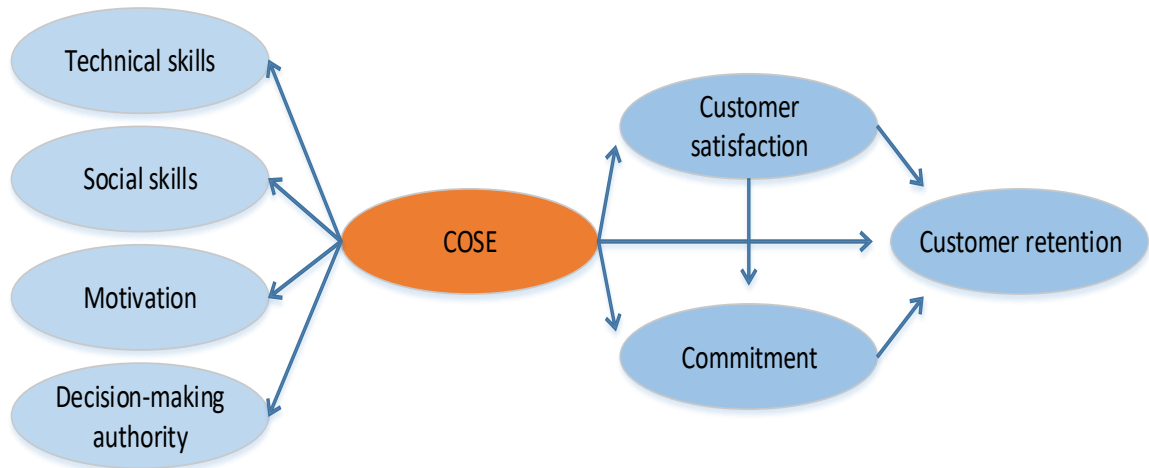 Technical skills
Social skills
Motivation
Decision-making
authority
COSE
Customer
satisfaction
Commitment
Customer retention